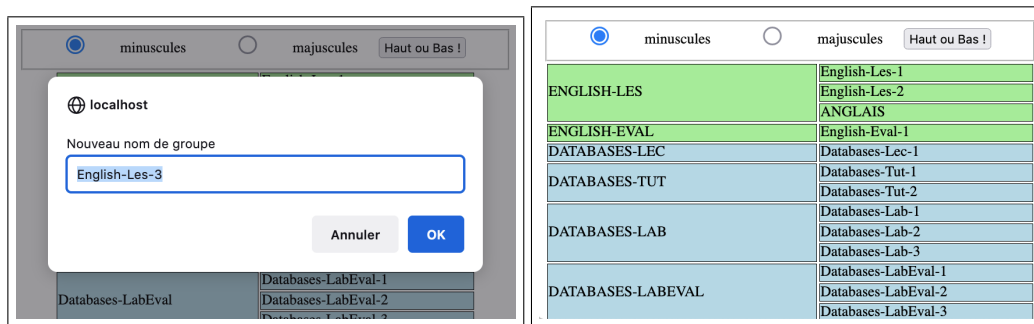 minuscules majuscules Haut ou Bas !
localhost
Nouveau nom de groupe
English-Les-3
Annuler OK
Databases-LabEval-1
Databases-LabEval Databases-LabEval-2
minuscules majuscules Haut ou Bas !
ENGLISH-LES English-Les-1
English-Les-2
ANGLAIS
ENGLISH-EVAL English-Eval-1
DATABASES-LEC Databases-Lec-1
DATABASES-TUT Databases-Tut-1
Databases-Tut-2
DATABASES-LAB Databases-Lab-1
Databases-Lab-2
Databases-Lab-3
DATABASES-LABEVAL Databases-LabEval-1
Databases-LabEval-2
Databases-LabEval-3